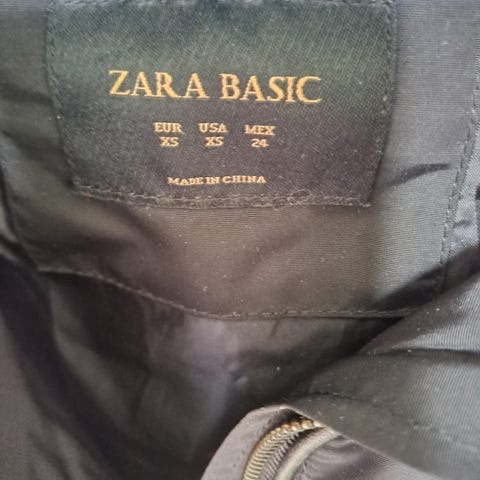 ZARA BASIC
EUR USA MEX
XS XS 24
MADE IN CHINA